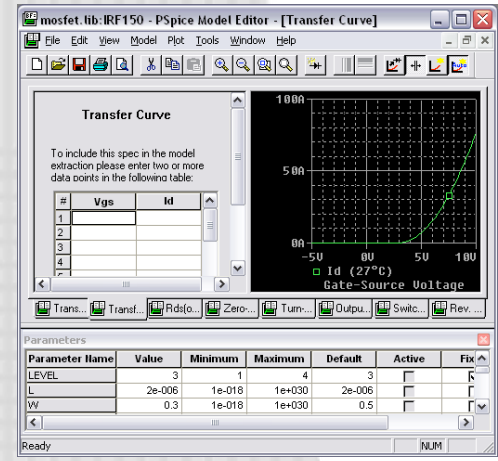 mosfet.lib:IRF150 - PSpice Model Editor - [Transfer Curve]
File Edit View Model Plot Tools Window Help
Transfer Curve
To include this spec in the model
extraction please enter two or more
data points in the following table:
# Vgs Id
1
2
3
4
100A
50A
0A
-5V 0V 5V 10V
Id (27°C)
Gate-Source Voltage
Trans... Transf... Rds(o... Zero-... Turn-... Outpu... Switc... Rev. ...
Parameters
Parameter Name Value Minimum Maximum Default Active Fix
LEVEL 3 1 4 3
L 2e-006 1e-018 1e+030 2e-006
W 0.3 1e-018 1e+030 0.5
Ready NUM